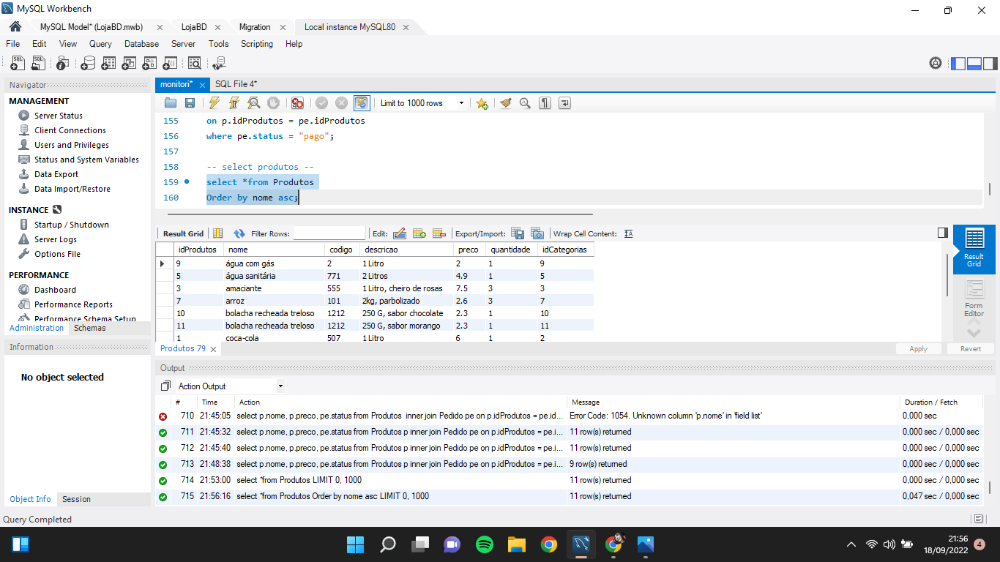 MySQL Workbench
MySQL Model* (LojaBD.mwb) LojaBD Migration Local instance MySQL80
File Edit View Query Database Server Tools Scripting Help
Navigator
MANAGEMENT
Server Status
Client Connections
Users and Privileges
Status and System Variables
Data Export
Data Import/Restore
INSTANCE
Startup / Shutdown
Server Logs
Options File
PERFORMANCE
Dashboard
Performance Reports
Performance Schema Setup
Administration Schemas
Information
No object selected
Object Info Session
monitori* SQL File 4*
Limit to 1000 rows
155 on p.idProdutos = pe.idProdutos
156 where pe.status = "pago";
157
158 -- select produtos --
159 select *from Produtos
160 Order by nome asc;
Result Grid Filter Rows: Edit: Export/Import: Wrap Cell Content:
idProdutos nome codigo descricao preco quantidade idCategorias
9 água com gás 2 1 Litro 2 1 9
5 água sanitária 771 2 Litros 4.9 1 5
3 amaciante 555 1 Litro, cheiro de rosas 7.5 3 3
7 arroz 101 2kg, parbolizado 2.6 3 7
10 bolacha recheada treloso 1212 250 G, sabor chocolate 2.3 1 10
11 bolacha recheada treloso 1212 250 G, sabor morango 2.3 1 11
1 coca-cola 507 1 Litro 6 1 2
Result Grid
Form Editor
Produtos 79 Apply Revert
Output
Action Output
# Time Action Message Duration / Fetch
710 21:45:05 select p.nome, p.preco, pe.status from Produtos inner join Pedido pe on p.idProdutos = pe.id... Error Code: 1054. Unknown column 'p.nome' in 'field list' 0,000 sec
711 21:45:32 select p.nome, p.preco, pe.status from Produtos p inner join Pedido pe on p.idProdutos = pe.i... 11 row(s) returned 0,000 sec / 0,000 sec
712 21:45:40 select p.nome, p.preco, pe.status from Produtos p inner join Pedido pe on p.idProdutos = pe.i... 11 row(s) returned 0,000 sec / 0,000 sec
713 21:48:38 select p.nome, p.preco, pe.status from Produtos p inner join Pedido pe on p.idProdutos = pe.i... 9 row(s) returned 0,000 sec / 0,000 sec
714 21:53:00 select *from Produtos LIMIT 0, 1000 11 row(s) returned 0,000 sec / 0,000 sec
715 21:56:16 select *from Produtos Order by nome asc LIMIT 0, 1000 11 row(s) returned 0,047 sec / 0,000 sec
Query Completed
21:56
18/09/2022 4